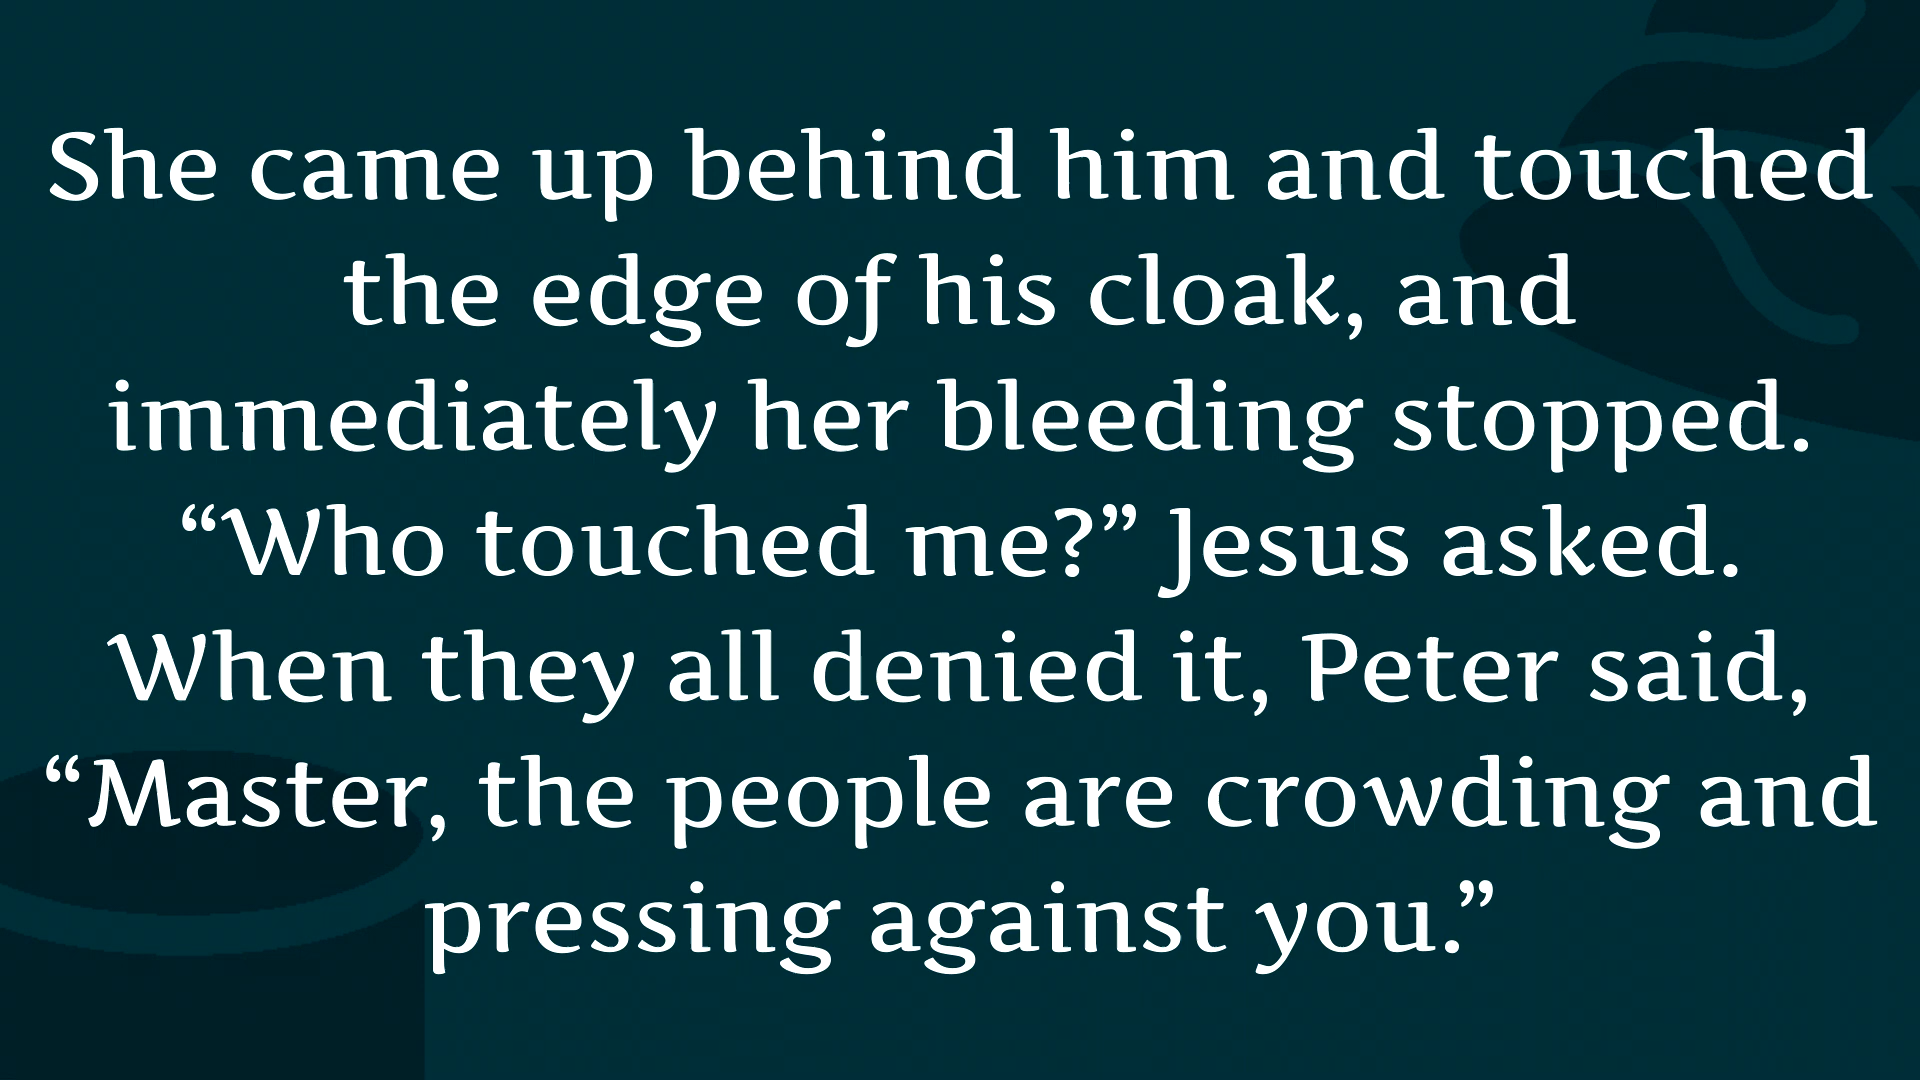 She came up behind him and touched
the edge of his cloak, and
immediately her bleeding stopped.
“Who touched me?” Jesus asked.
When they all denied it, Peter said,
“Master, the people are crowding and
pressing against you.”